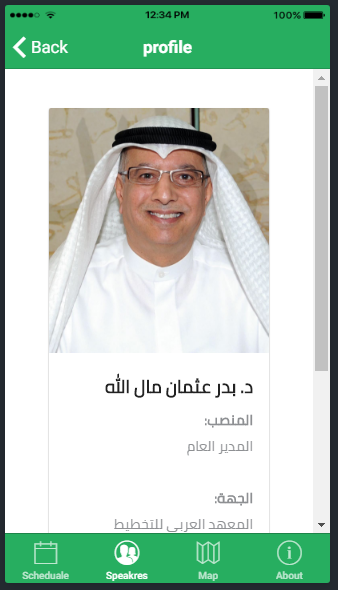 12:34 PM
100%
Back
profile
د. بدر عثمان مال الله
المنصب:
المدير العام
الجهة:
المعهد العربي للتخطيط
Scheduale
Speakres
Map
About